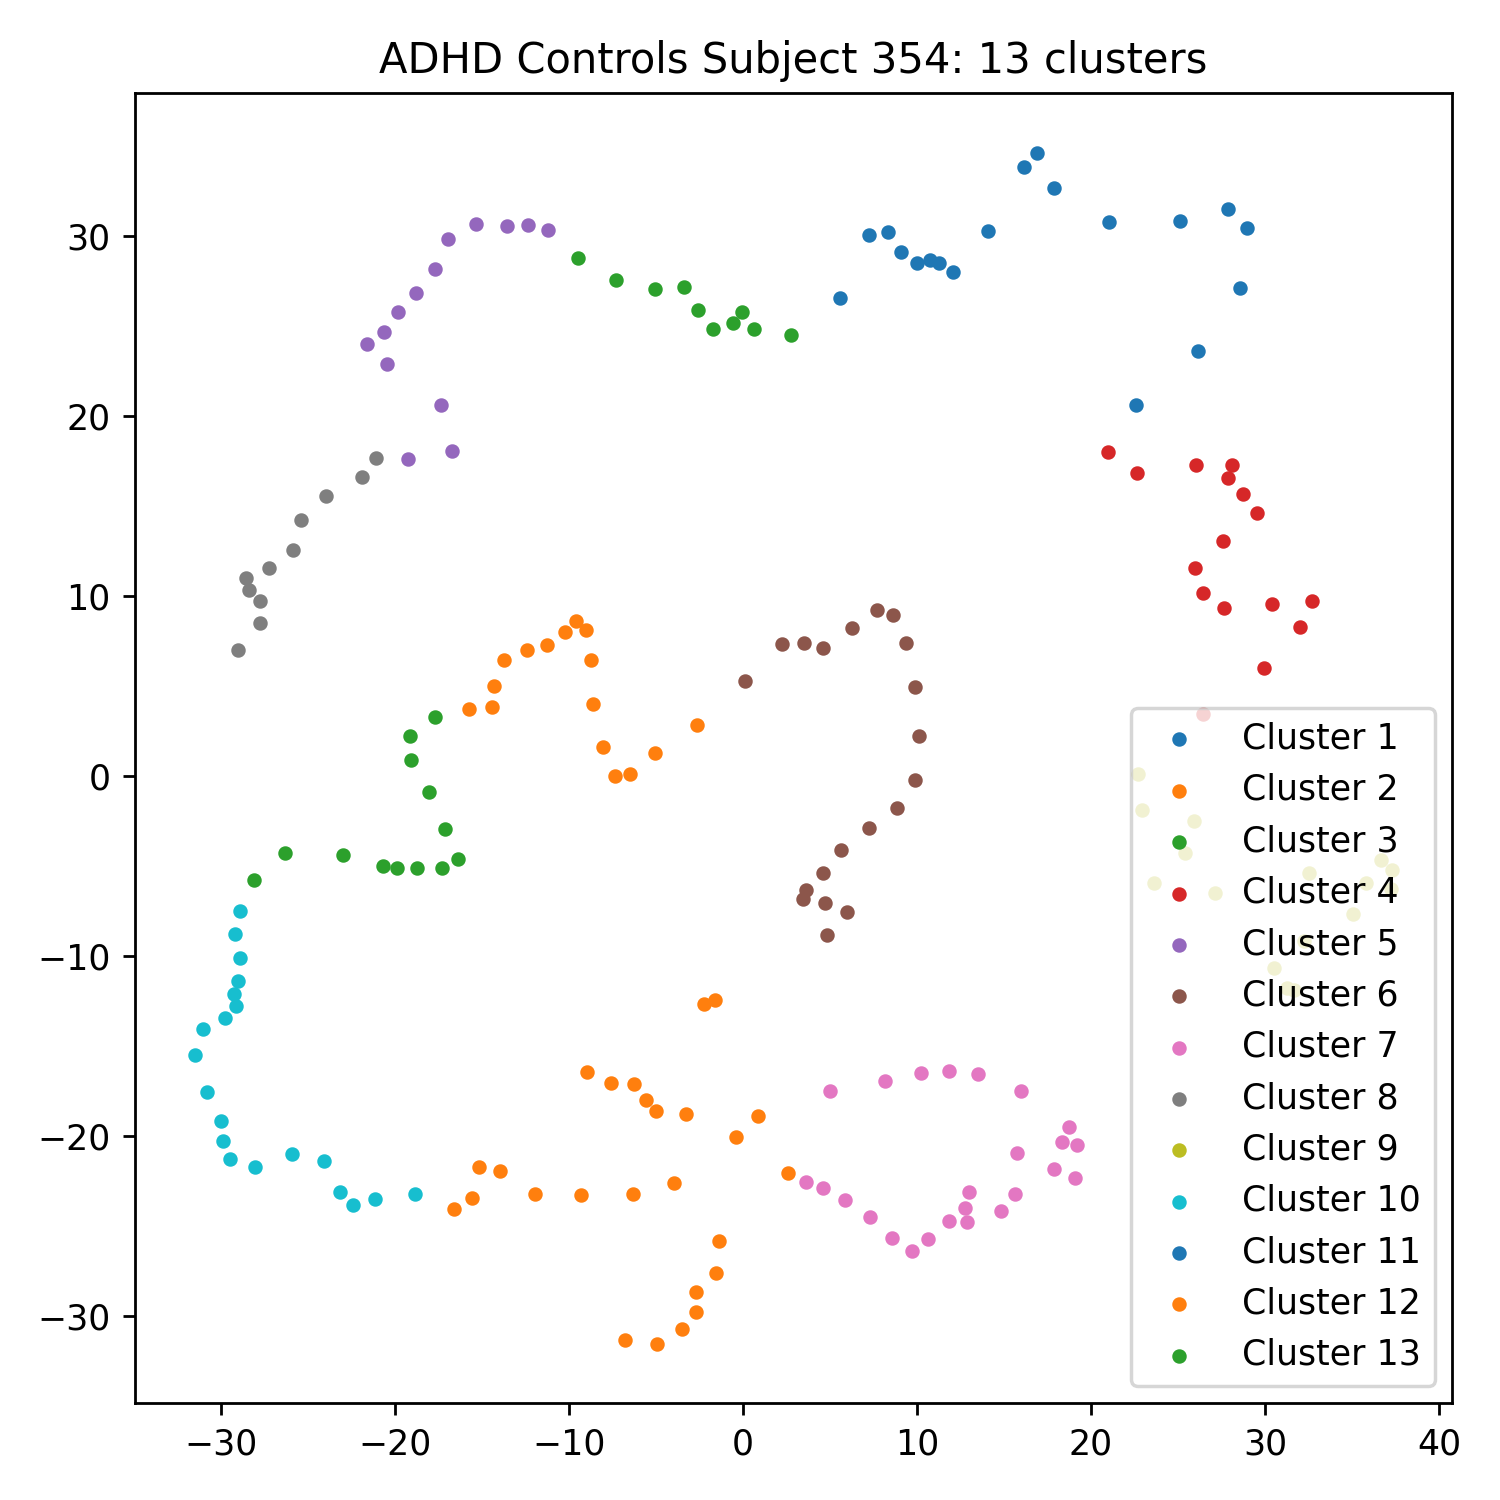 ADHD Controls Subject 354: 13 clusters
30
20
10
0
−10
−20
−30
−30
−20
−10
0
10
20
30
40
Cluster 1
Cluster 2
Cluster 3
Cluster 4
Cluster 5
Cluster 6
Cluster 7
Cluster 8
Cluster 9
Cluster 10
Cluster 11
Cluster 12
Cluster 13